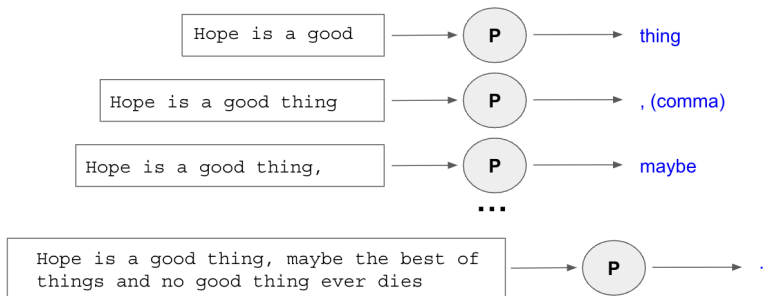 Hope is a good P thing
Hope is a good thing P , (comma)
Hope is a good thing, P maybe
...
Hope is a good thing, maybe the best of
things and no good thing ever dies P .